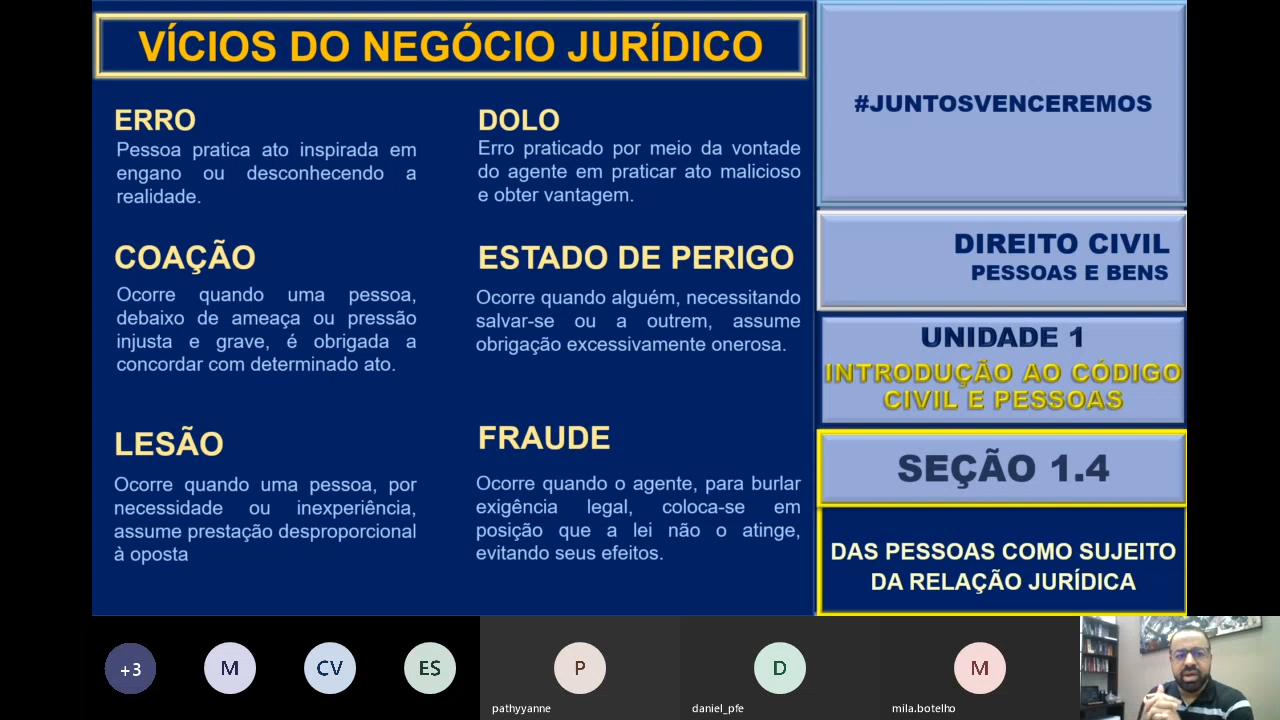 VÍCIOS DO NEGÓCIO JURÍDICO
ERRO
Pessoa pratica ato inspirada em
engano ou desconhecendo a
realidade.
DOLO
Erro praticado por meio da vontade
do agente em praticar ato malicioso
e obter vantagem.
COAÇÃO
Ocorre quando uma pessoa,
debaixo de ameaça ou pressão
injusta e grave, é obrigada a
concordar com determinado ato.
ESTADO DE PERIGO
Ocorre quando alguém, necessitando
salvar-se ou a outrem, assume
obrigação excessivamente onerosa.
LESÃO
Ocorre quando uma pessoa, por
necessidade ou inexperiência,
assume prestação desproporcional
à oposta
FRAUDE
Ocorre quando o agente, para burlar
exigência legal, coloca-se em
posição que a lei não o atinge,
evitando seus efeitos.
#JUNTOSVENCEREMOS
DIREITO CIVIL
PESSOAS E BENS
UNIDADE 1
INTRODUÇÃO AO CÓDIGO
CIVIL E PESSOAS
SEÇÃO 1.4
DAS PESSOAS COMO SUJEITO
DA RELAÇÃO JURÍDICA
+3
M
CV
ES
P
D
M
pathyyanne
daniel_pfe
mila.botelho